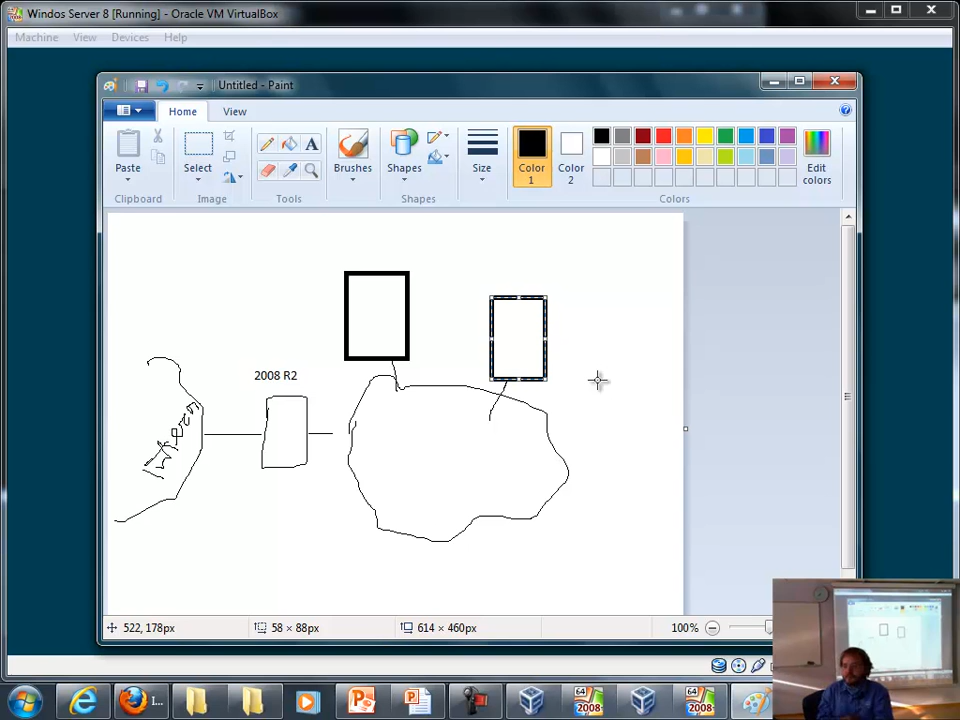 Windos Server 8 [Running] - Oracle VM VirtualBox
Machine View Devices Help
Untitled - Paint
Home View
Paste
Select
Brushes
Shapes
Size
Color 1
Color 2
Edit colors
Clipboard
Image
Tools
Shapes
Colors
2008 R2
522, 178px
58 × 88px
614 × 460px
100%
64
2008
64
2008